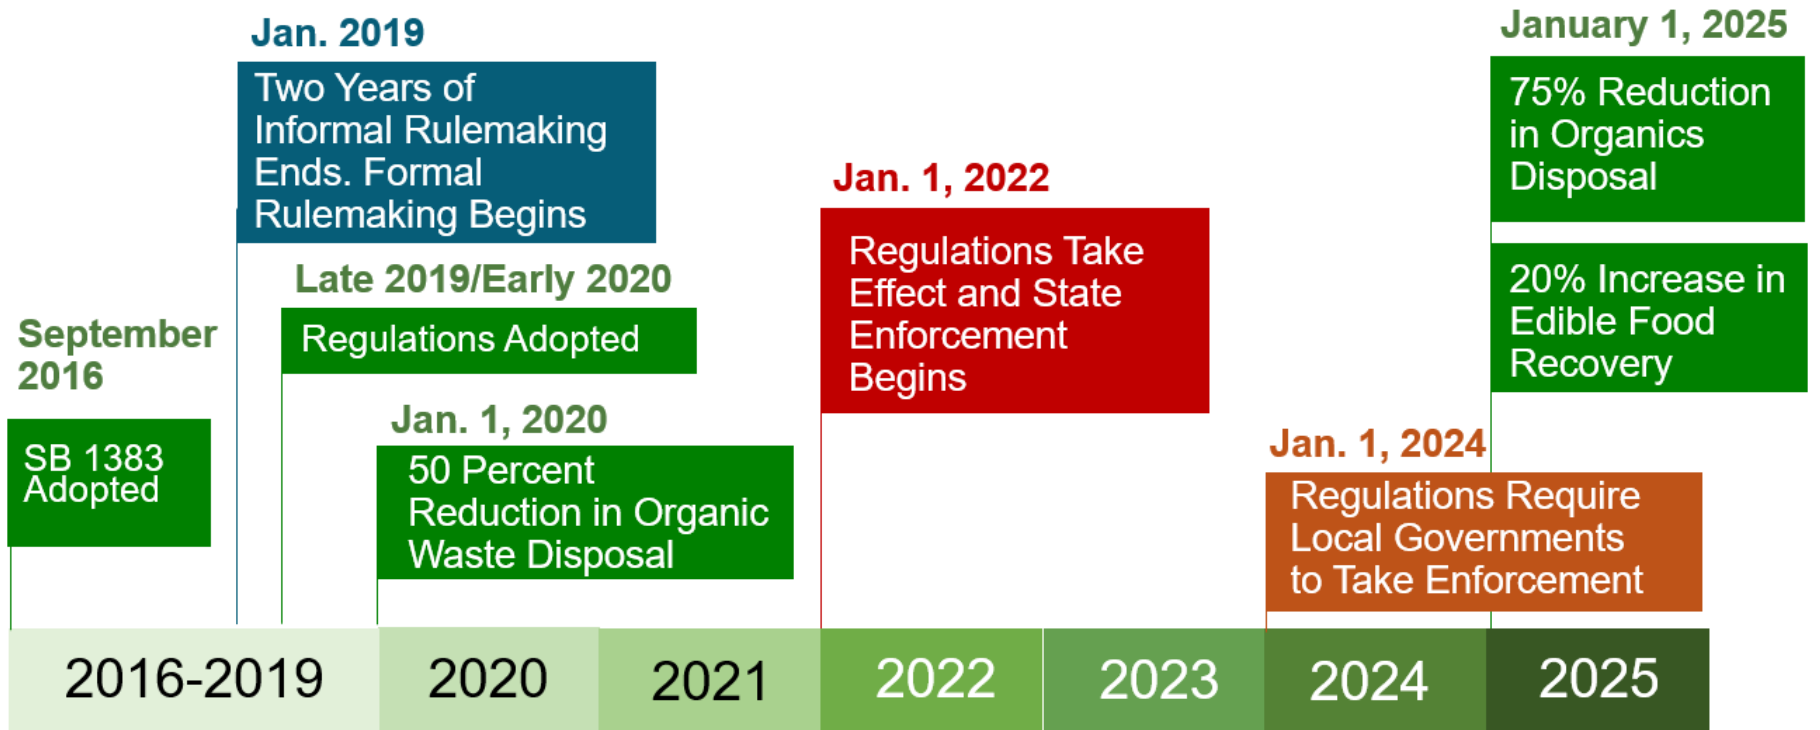 September
2016
SB 1383
Adopted
Jan. 2019
Two Years of
Informal Rulemaking
Ends. Formal
Rulemaking Begins
Late 2019/Early 2020
Regulations Adopted
Jan. 1, 2020
50 Percent
Reduction in Organic
Waste Disposal
Jan. 1, 2022
Regulations Take
Effect and State
Enforcement
Begins
Jan. 1, 2024
Regulations Require
Local Governments
to Take Enforcement
January 1, 2025
75% Reduction
in Organics
Disposal
20% Increase in
Edible Food
Recovery
2016-2019
2020
2021
2022
2023
2024
2025